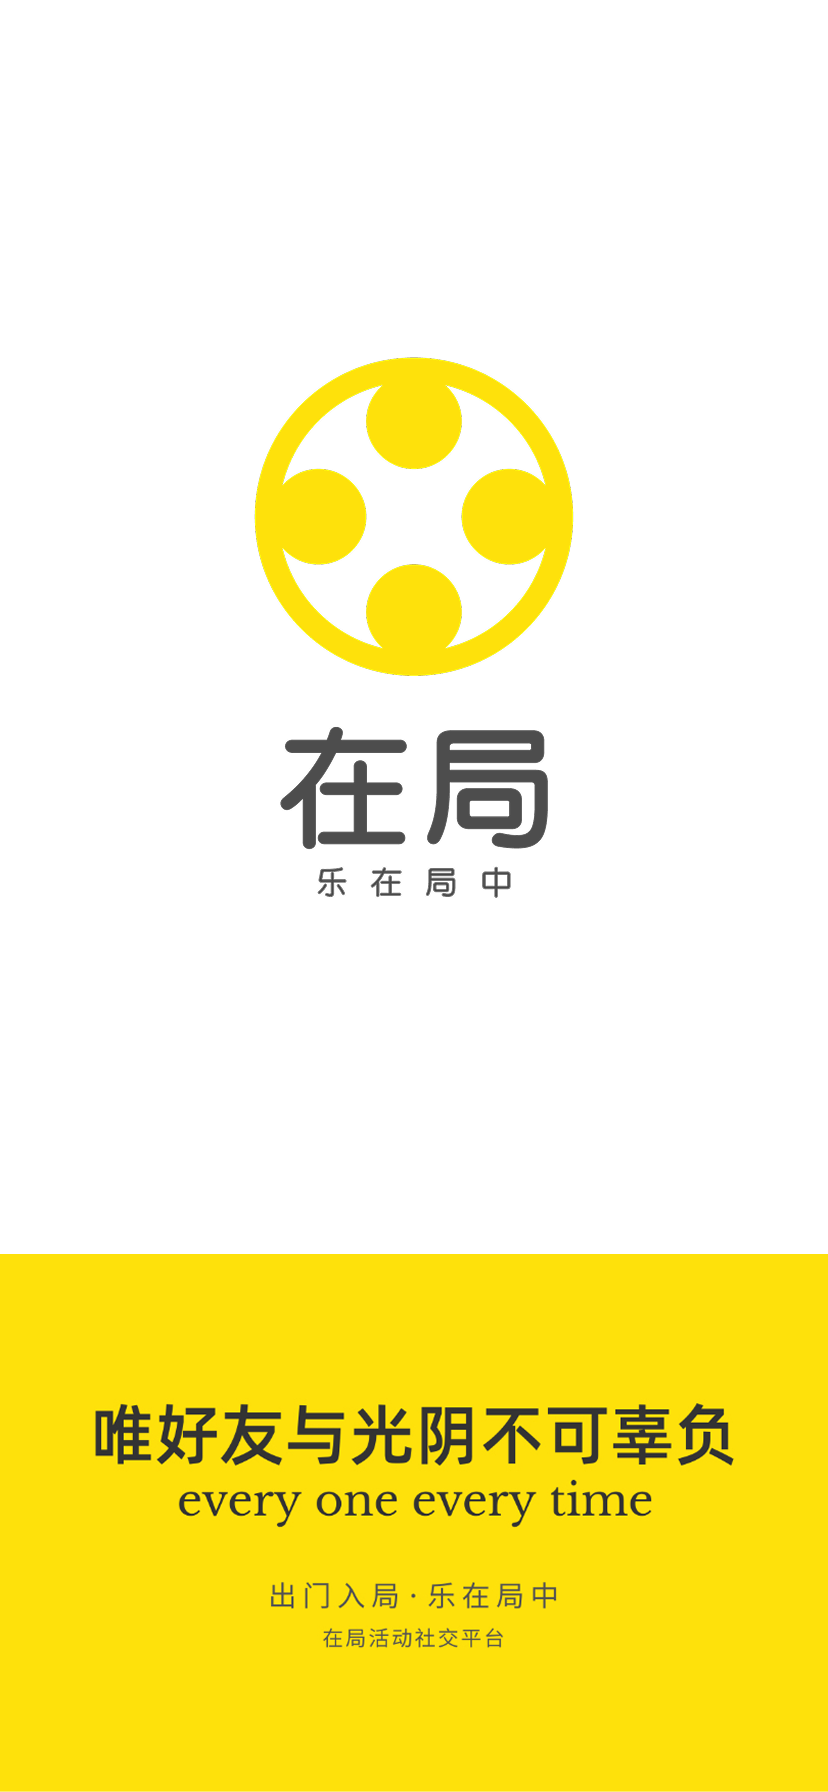 在局
乐在局中
唯好友与光阴不可辜负
every one every time
出门入局·乐在局中
在局活动社交平台